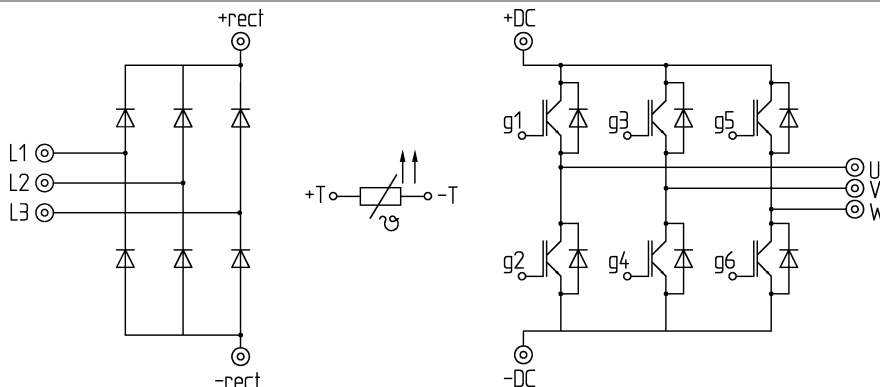 +rect
+DC
g1
g3
g5
L1
L2
L3
U
V
W
+T
-T
ϑ
g2
g4
g6
-rect
-DC